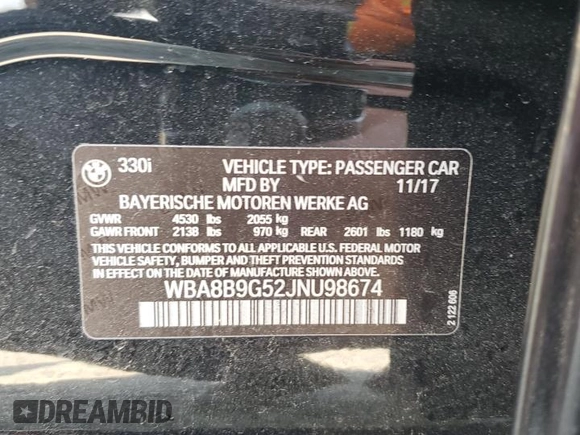 330i VEHICLE TYPE: PASSENGER CAR
MFD BY 11/17
BAYERISCHE MOTOREN WERKE AG
GVWR 4530 lbs 2055 kg
GAWR FRONT 2138 lbs 970 kg REAR 2601 lbs 1180 kg
THIS VEHICLE CONFORMS TO ALL APPLICABLE U.S. FEDERAL MOTOR
VEHICLE SAFETY, BUMPER AND THEFT PREVENTION STANDARDS
IN EFFECT ON THE DATE OF MANUFACTURE SHOWN ABOVE.
WBA8B9G52JNU98674
2 122 606
DREAMBID